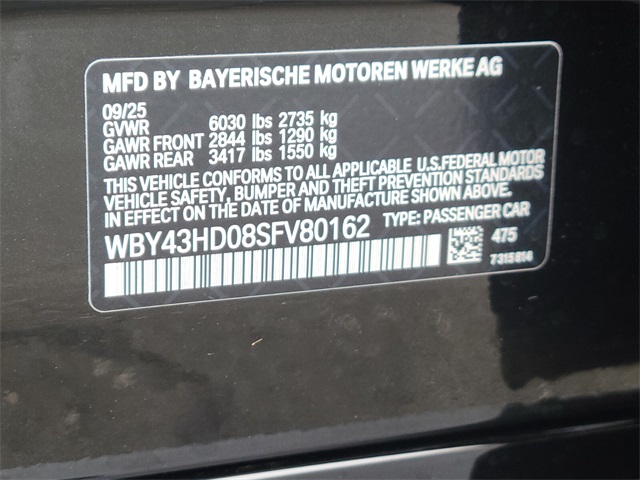 MFD BY BAYERISCHE MOTOREN WERKE AG
09/25
GVWR 6030 lbs 2735 kg
GAWR FRONT 2844 lbs 1290 kg
GAWR REAR 3417 lbs 1550 kg
THIS VEHICLE CONFORMS TO ALL APPLICABLE U.S.FEDERAL MOTOR
VEHICLE SAFETY, BUMPER AND THEFT PREVENTION STANDARDS
IN EFFECT ON THE DATE OF MANUFACTURE SHOWN ABOVE.
WBY43HD08SFV80162 TYPE: PASSENGER CAR
475
7315814